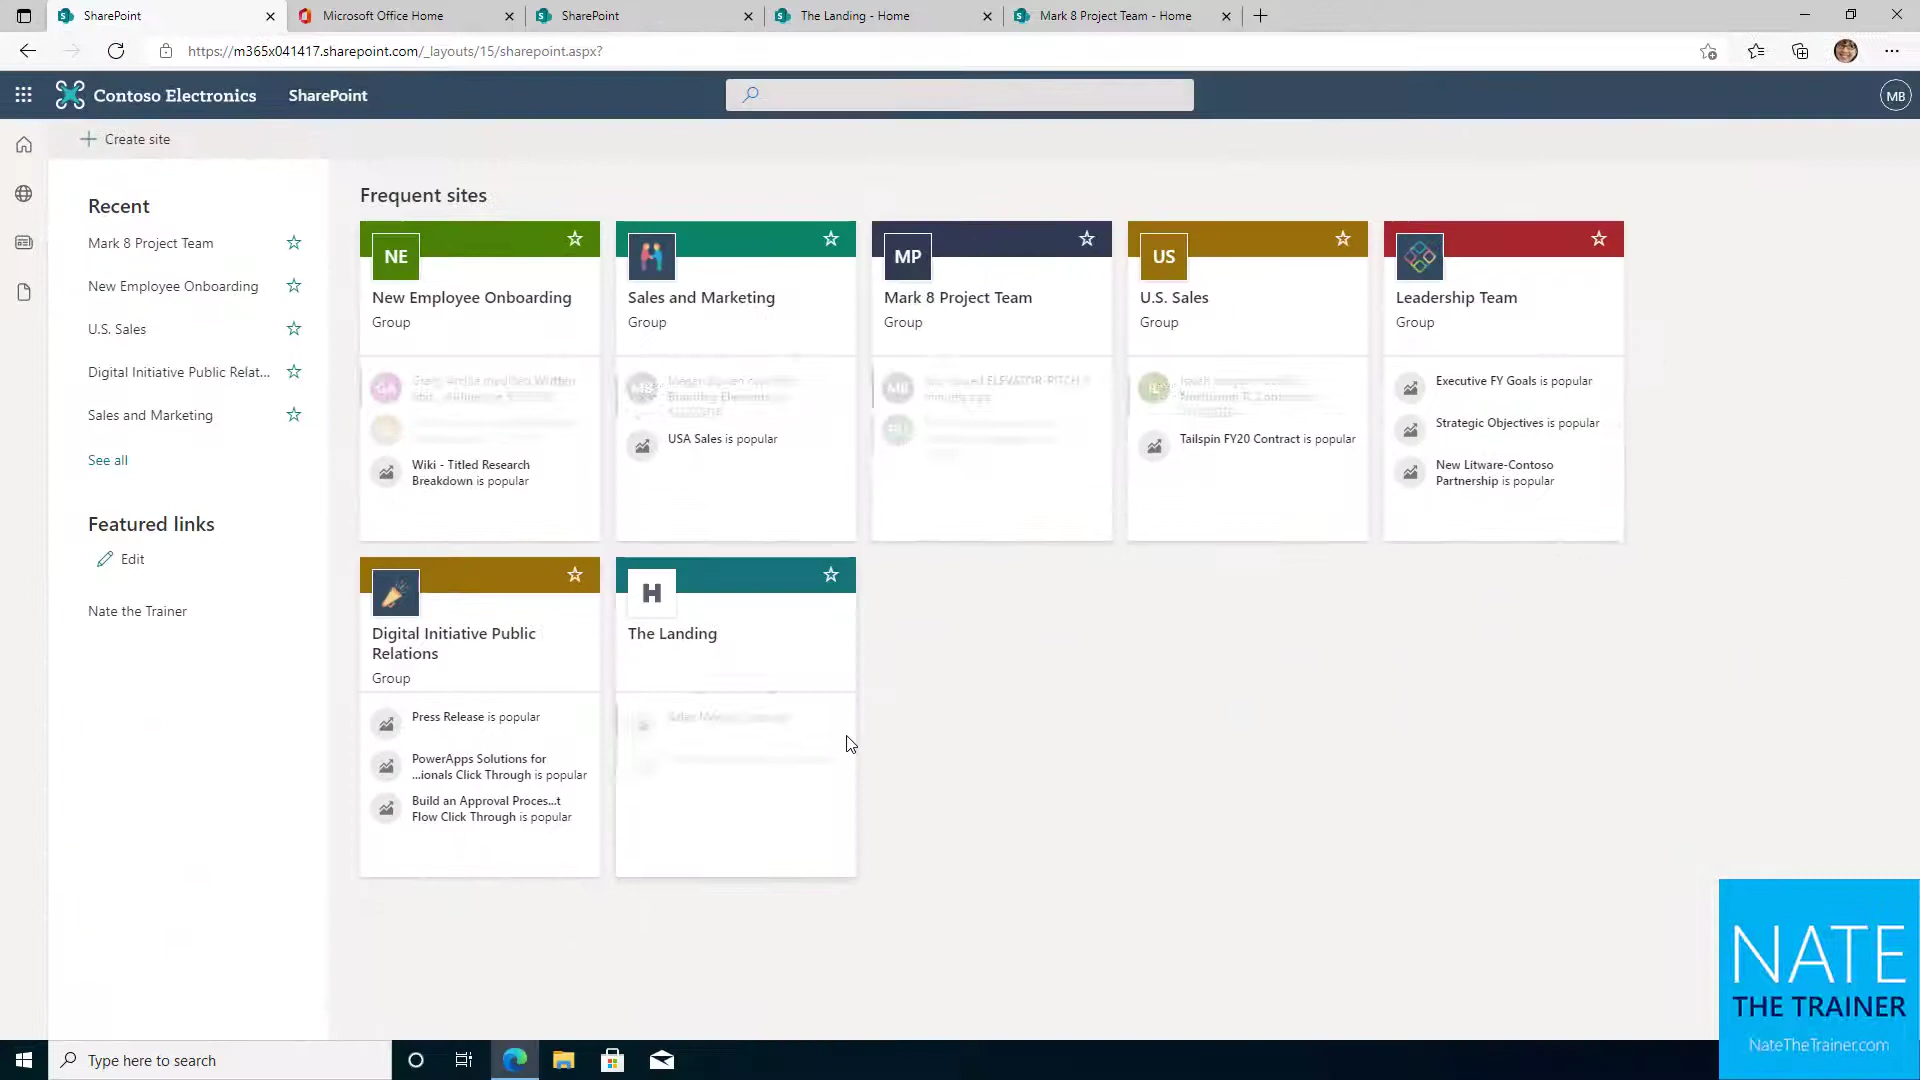 SharePoint
Microsoft Office Home
SharePoint
The Landing - Home
Mark 8 Project Team - Home
https://m365x041417.sharepoint.com/_layouts/15/sharepoint.aspx?
Contoso Electronics
SharePoint
MB
Create site
Recent
Mark 8 Project Team
New Employee Onboarding
U.S. Sales
Digital Initiative Public Relat...
Sales and Marketing
See all
Featured links
Edit
Nate the Trainer
Frequent sites
NE
New Employee Onboarding
Group
GA
Wiki - Titled Research
Breakdown is popular
Sales and Marketing
Group
MB
USA Sales is popular
MP
Mark 8 Project Team
Group
MB
US
U.S. Sales
Group
Tailspin FY20 Contract is popular
Leadership Team
Group
Executive FY Goals is popular
Strategic Objectives is popular
New Litware-Contoso
Partnership is popular
Digital Initiative Public
Relations
Group
Press Release is popular
PowerApps Solutions for
...ionals Click Through is popular
Build an Approval Proces...t
Flow Click Through is popular
H
The Landing
NATE
THE TRAINER
NateTheTrainer.com
Type here to search